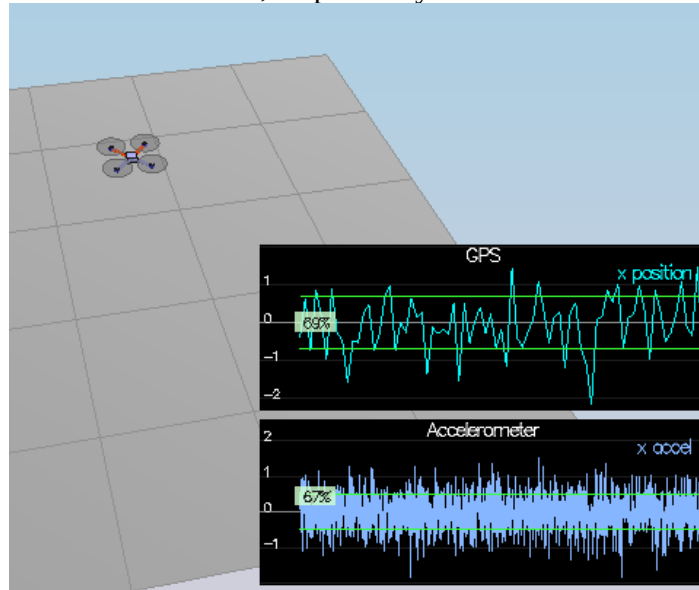 GPS
x position
1
0
69%
-1
-2
Accelerometer
x accel
2
1
67%
0
-1